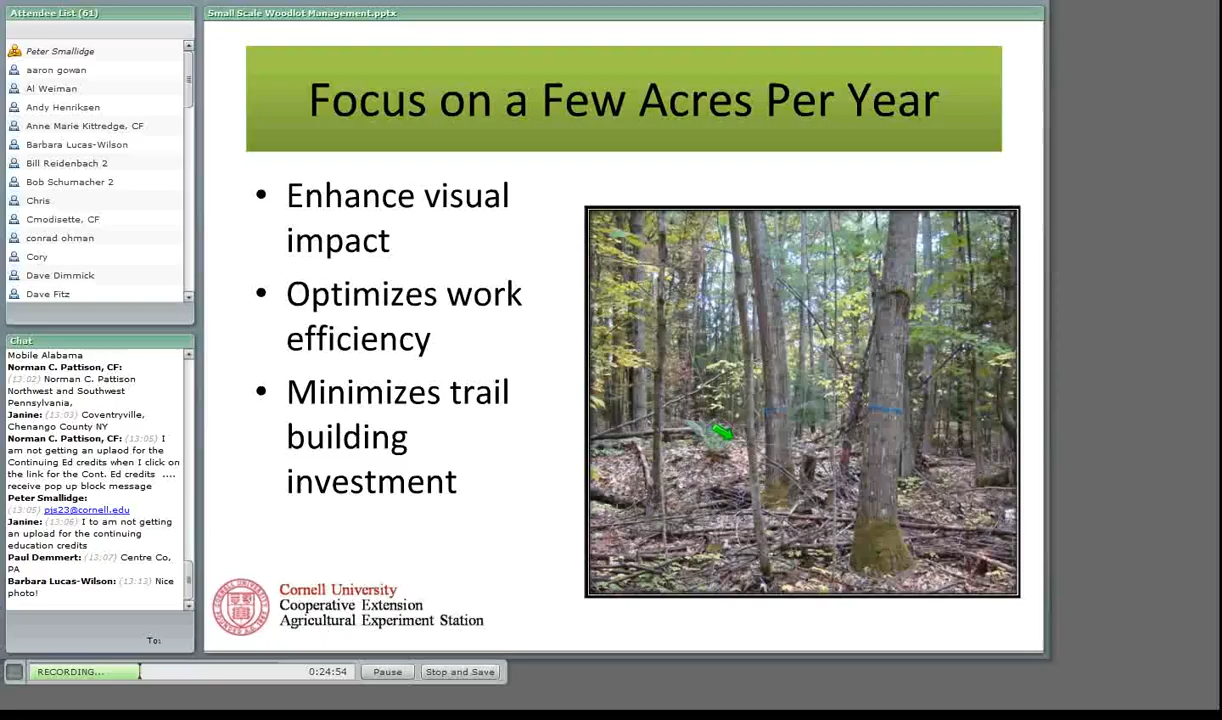 Attendee List (61)
Peter Smallidge
aaron gowan
Al Weiman
Andy Henriksen
Anne Marie Kittredge, CF
Barbara Lucas-Wilson
Bill Reidenbach 2
Bob Schumacher 2
Chris
Cmodisette, CF
conrad ohman
Cory
Dave Dimmick
Dave Fitz
Chat
Mobile Alabama
Norman C. Pattison, CF:
(13:02) Norman C. Pattison
Northwest and Southwest
Pennsylvania,
Janine: (13:03) Coventryville,
Chenango County NY
Norman C. Pattison, CF: (13:05) I
am not getting an uplaod for the
Continuing Ed credits when I click on
the link for the Cont. Ed credits ....
receive pop up block message
Peter Smallidge:
(13:05) pjs23@cornell.edu
Janine: (13:06) I to am not getting
an upload for the continuing
education credits
Paul Demmert: (13:07) Centre Co,
PA
Barbara Lucas-Wilson: (13:13) Nice
photo!
To:
Small Scale Woodlot Management.pptx
Focus on a Few Acres Per Year
• Enhance visual
impact
• Optimizes work
efficiency
• Minimizes trail
building
investment
Cornell University
Cooperative Extension
Agricultural Experiment Station
RECORDING...
0:24:54
Pause
Stop and Save